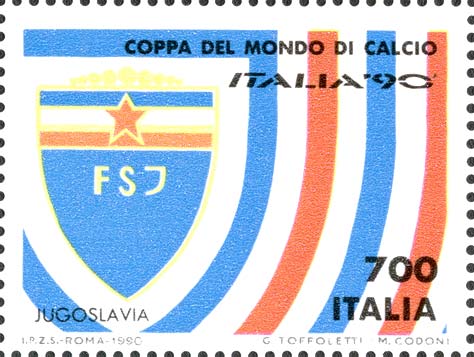 COPPA DEL MONDO DI CALCIO
ITALIA '90
FSJ
700
JUGOSLAVIA
ITALIA
I.P.Z.S.-ROMA-1990
G. TOFFOLETTI - M. CODONI